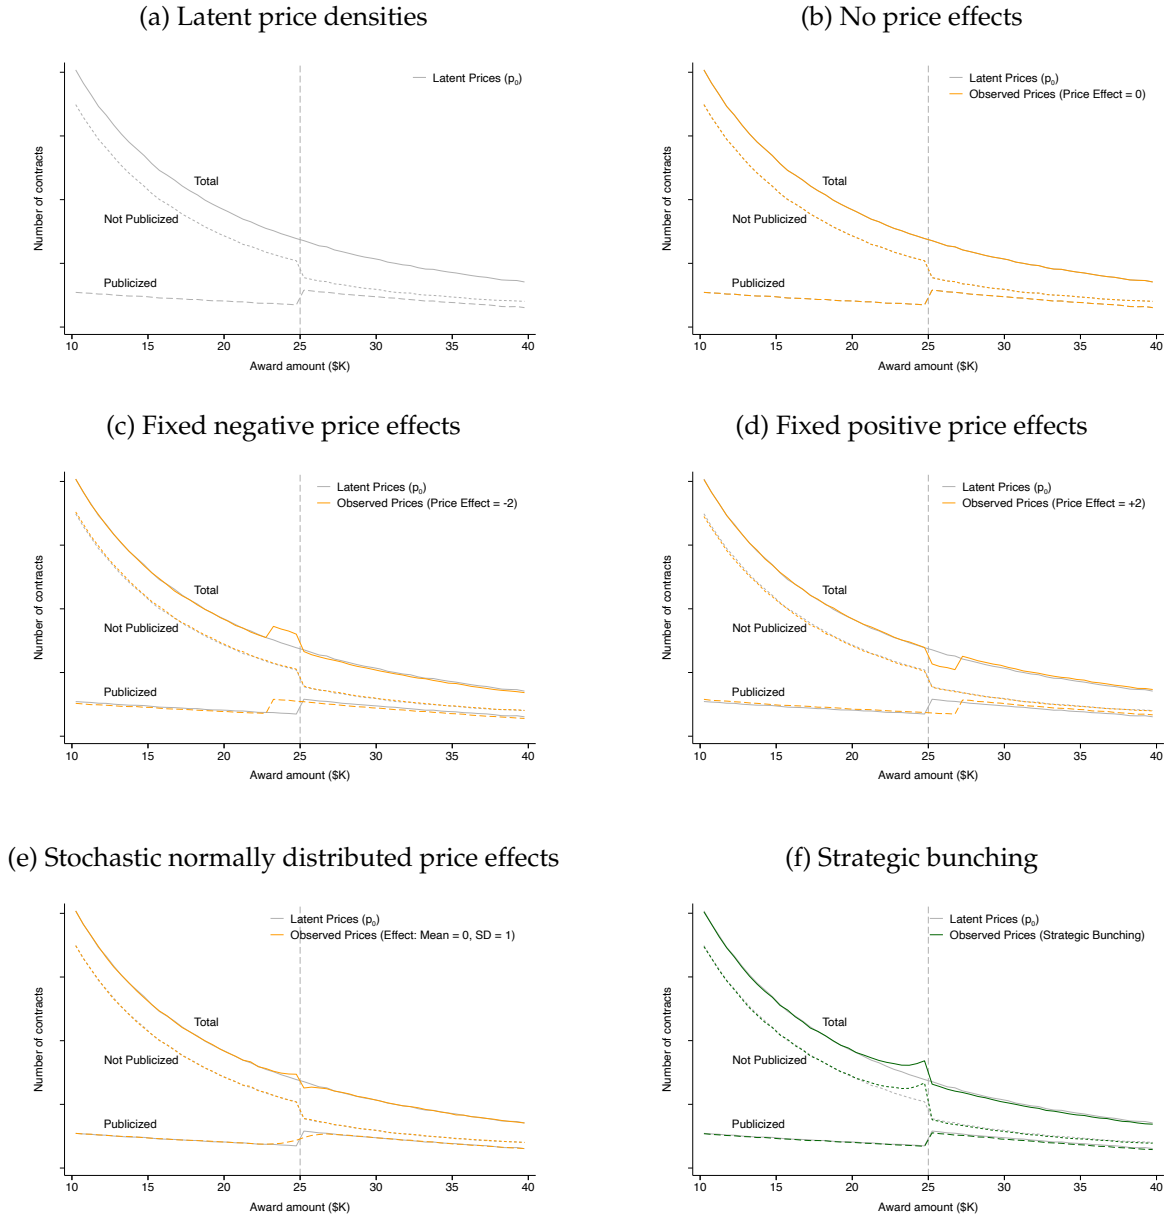 (a) Latent price densities
Latent Prices (p₀)
Number of contracts
Total
Not Publicized
Publicized
10 15 20 25 30 35 40
Award amount ($K)
(b) No price effects
Latent Prices (p₀)
Observed Prices (Price Effect = 0)
Number of contracts
Total
Not Publicized
Publicized
10 15 20 25 30 35 40
Award amount ($K)
(c) Fixed negative price effects
Latent Prices (p₀)
Observed Prices (Price Effect = -2)
Number of contracts
Total
Not Publicized
Publicized
10 15 20 25 30 35 40
Award amount ($K)
(d) Fixed positive price effects
Latent Prices (p₀)
Observed Prices (Price Effect = +2)
Number of contracts
Total
Not Publicized
Publicized
10 15 20 25 30 35 40
Award amount ($K)
(e) Stochastic normally distributed price effects
Latent Prices (p₀)
Observed Prices (Effect: Mean = 0, SD = 1)
Number of contracts
Total
Not Publicized
Publicized
10 15 20 25 30 35 40
Award amount ($K)
(f) Strategic bunching
Latent Prices (p₀)
Observed Prices (Strategic Bunching)
Number of contracts
Total
Not Publicized
Publicized
10 15 20 25 30 35 40
Award amount ($K)